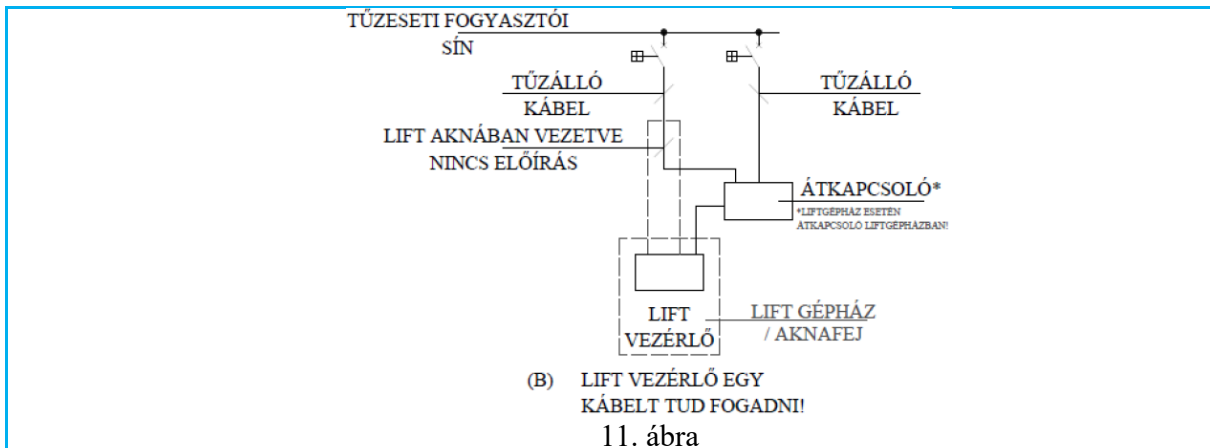 TŰZESETI FOGYASZTÓI
SÍN
TŰZÁLLÓ
KÁBEL
TŰZÁLLÓ
KÁBEL
LIFT AKNÁBAN VEZETVE
NINCS ELŐÍRÁS
ÁTKAPCSOLÓ*
*LIFTGÉPHÁZ ESETÉN
ÁTKAPCSOLÓ LIFTGÉPHÁZBAN!
LIFT
VEZÉRLŐ
LIFT GÉPHÁZ
/ AKNAFEJ
(B) LIFT VEZÉRLŐ EGY
KÁBELT TUD FOGADNI!
11. ábra